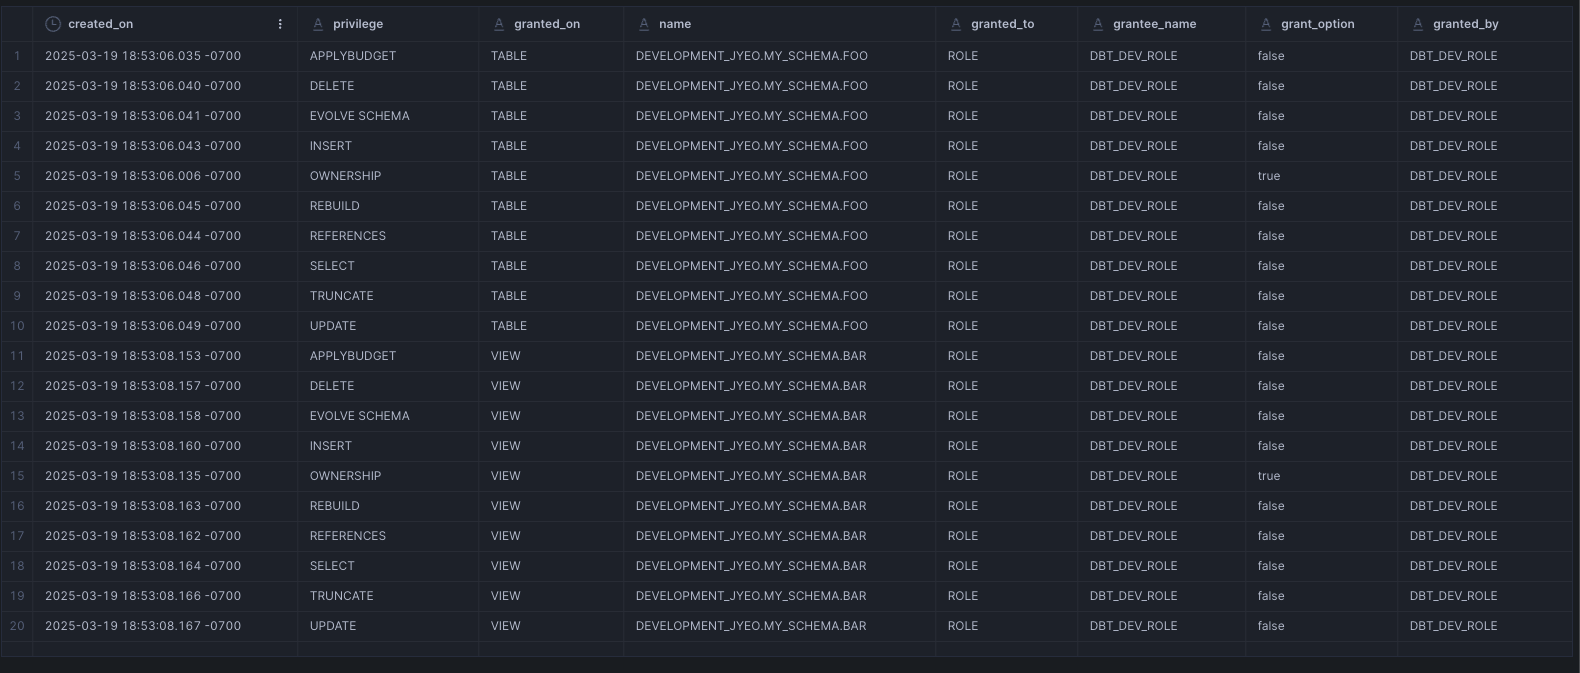 created_on privilege granted_on name granted_to grantee_name grant_option granted_by
1 2025-03-19 18:53:06.035 -0700 APPLYBUDGET TABLE DEVELOPMENT_JYEO.MY_SCHEMA.FOO ROLE DBT_DEV_ROLE false DBT_DEV_ROLE
2 2025-03-19 18:53:06.040 -0700 DELETE TABLE DEVELOPMENT_JYEO.MY_SCHEMA.FOO ROLE DBT_DEV_ROLE false DBT_DEV_ROLE
3 2025-03-19 18:53:06.041 -0700 EVOLVE SCHEMA TABLE DEVELOPMENT_JYEO.MY_SCHEMA.FOO ROLE DBT_DEV_ROLE false DBT_DEV_ROLE
4 2025-03-19 18:53:06.043 -0700 INSERT TABLE DEVELOPMENT_JYEO.MY_SCHEMA.FOO ROLE DBT_DEV_ROLE false DBT_DEV_ROLE
5 2025-03-19 18:53:06.006 -0700 OWNERSHIP TABLE DEVELOPMENT_JYEO.MY_SCHEMA.FOO ROLE DBT_DEV_ROLE true DBT_DEV_ROLE
6 2025-03-19 18:53:06.045 -0700 REBUILD TABLE DEVELOPMENT_JYEO.MY_SCHEMA.FOO ROLE DBT_DEV_ROLE false DBT_DEV_ROLE
7 2025-03-19 18:53:06.044 -0700 REFERENCES TABLE DEVELOPMENT_JYEO.MY_SCHEMA.FOO ROLE DBT_DEV_ROLE false DBT_DEV_ROLE
8 2025-03-19 18:53:06.046 -0700 SELECT TABLE DEVELOPMENT_JYEO.MY_SCHEMA.FOO ROLE DBT_DEV_ROLE false DBT_DEV_ROLE
9 2025-03-19 18:53:06.048 -0700 TRUNCATE TABLE DEVELOPMENT_JYEO.MY_SCHEMA.FOO ROLE DBT_DEV_ROLE false DBT_DEV_ROLE
10 2025-03-19 18:53:06.049 -0700 UPDATE TABLE DEVELOPMENT_JYEO.MY_SCHEMA.FOO ROLE DBT_DEV_ROLE false DBT_DEV_ROLE
11 2025-03-19 18:53:08.153 -0700 APPLYBUDGET VIEW DEVELOPMENT_JYEO.MY_SCHEMA.BAR ROLE DBT_DEV_ROLE false DBT_DEV_ROLE
12 2025-03-19 18:53:08.157 -0700 DELETE VIEW DEVELOPMENT_JYEO.MY_SCHEMA.BAR ROLE DBT_DEV_ROLE false DBT_DEV_ROLE
13 2025-03-19 18:53:08.158 -0700 EVOLVE SCHEMA VIEW DEVELOPMENT_JYEO.MY_SCHEMA.BAR ROLE DBT_DEV_ROLE false DBT_DEV_ROLE
14 2025-03-19 18:53:08.160 -0700 INSERT VIEW DEVELOPMENT_JYEO.MY_SCHEMA.BAR ROLE DBT_DEV_ROLE false DBT_DEV_ROLE
15 2025-03-19 18:53:08.135 -0700 OWNERSHIP VIEW DEVELOPMENT_JYEO.MY_SCHEMA.BAR ROLE DBT_DEV_ROLE true DBT_DEV_ROLE
16 2025-03-19 18:53:08.163 -0700 REBUILD VIEW DEVELOPMENT_JYEO.MY_SCHEMA.BAR ROLE DBT_DEV_ROLE false DBT_DEV_ROLE
17 2025-03-19 18:53:08.162 -0700 REFERENCES VIEW DEVELOPMENT_JYEO.MY_SCHEMA.BAR ROLE DBT_DEV_ROLE false DBT_DEV_ROLE
18 2025-03-19 18:53:08.164 -0700 SELECT VIEW DEVELOPMENT_JYEO.MY_SCHEMA.BAR ROLE DBT_DEV_ROLE false DBT_DEV_ROLE
19 2025-03-19 18:53:08.166 -0700 TRUNCATE VIEW DEVELOPMENT_JYEO.MY_SCHEMA.BAR ROLE DBT_DEV_ROLE false DBT_DEV_ROLE
20 2025-03-19 18:53:08.167 -0700 UPDATE VIEW DEVELOPMENT_JYEO.MY_SCHEMA.BAR ROLE DBT_DEV_ROLE false DBT_DEV_ROLE